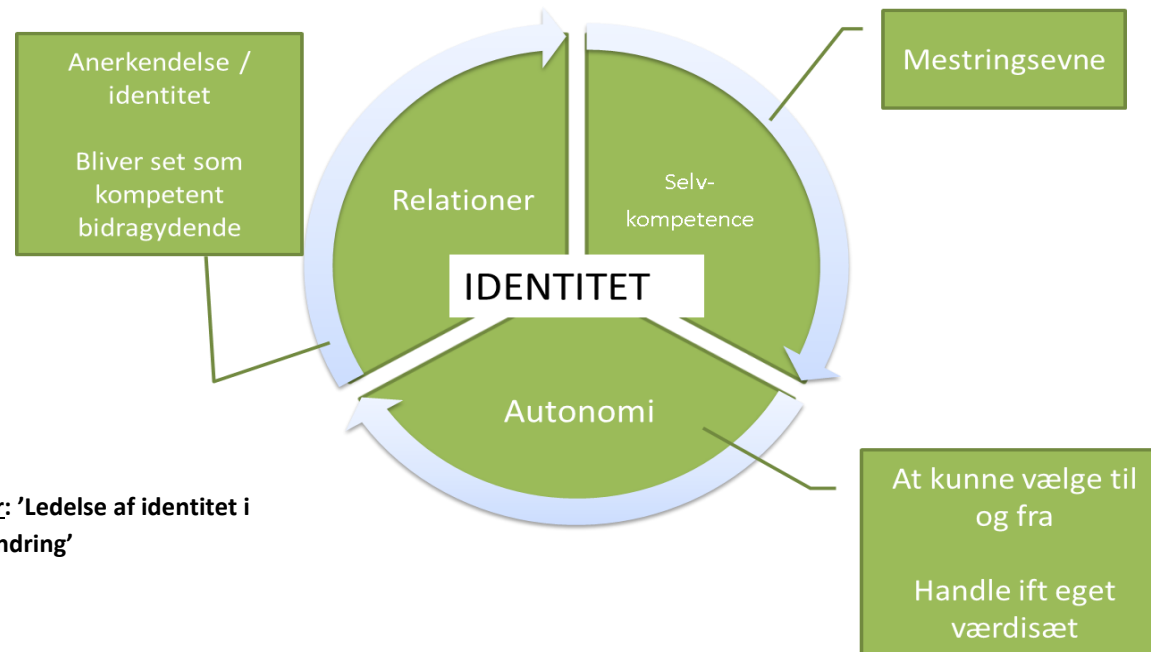 Anerkendelse /
identitet
Bliver set som
kompetent
bidragydende
Mestringsevne
Relationer
Selv-
kompetence
IDENTITET
Autonomi
: ’Ledelse af identitet i
ndring’
At kunne vælge til
og fra
Handle ift eget
værdisæt